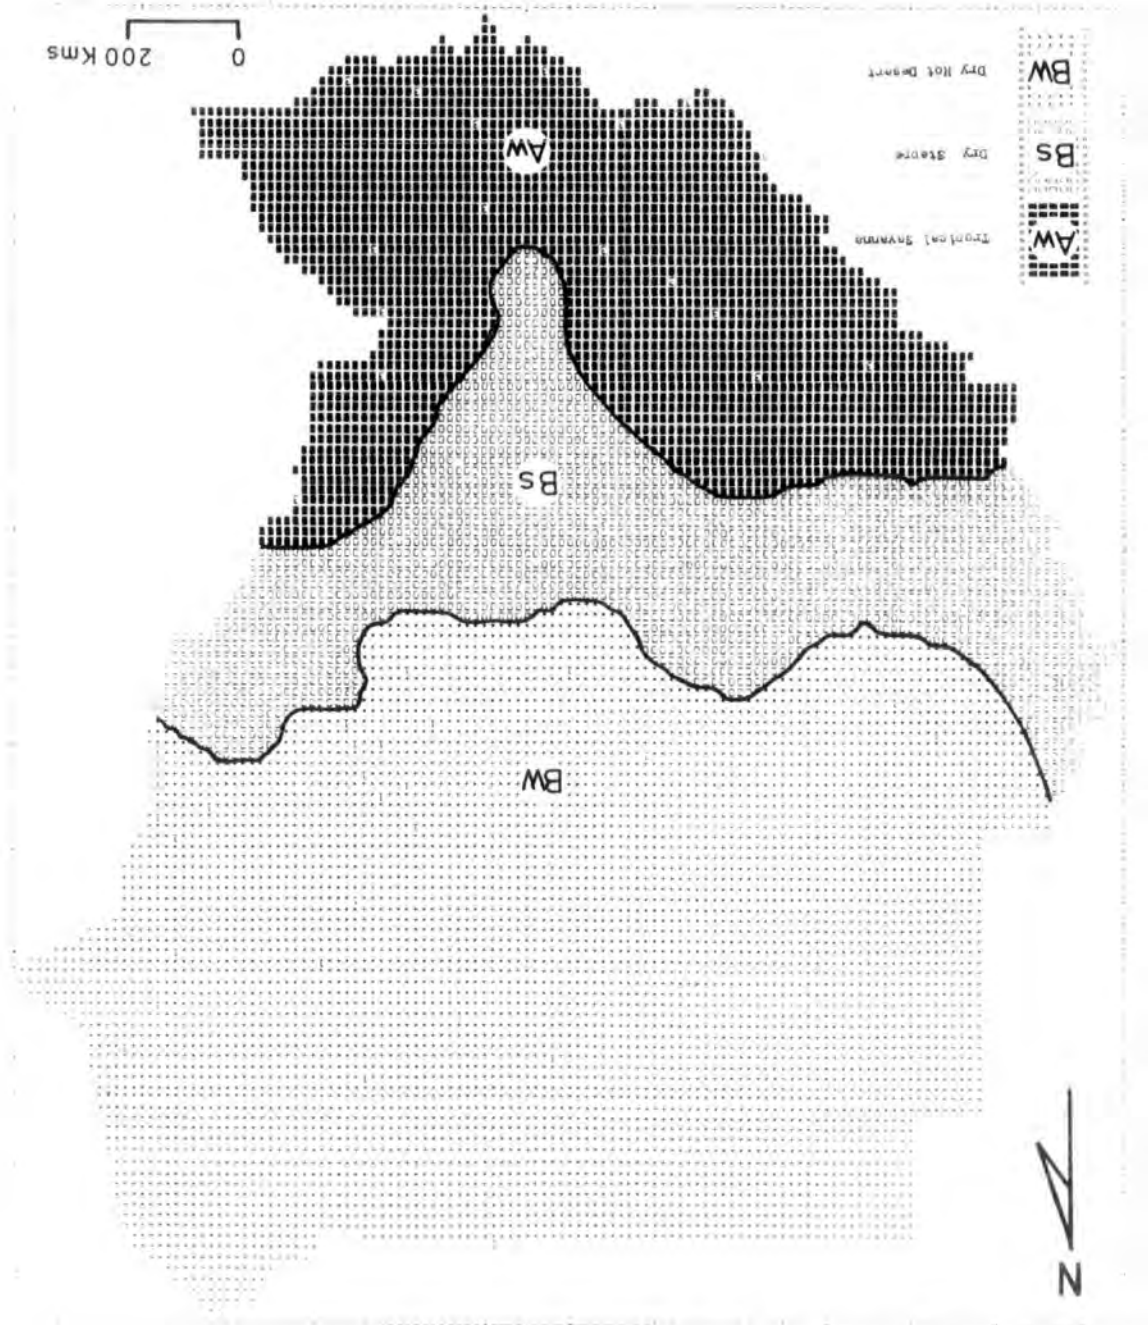 N
Bw
Bs
Aw
Aw Tropical Savanna
Bs Dry Steppe
Bw Dry Hot Desert
0 200 Kms